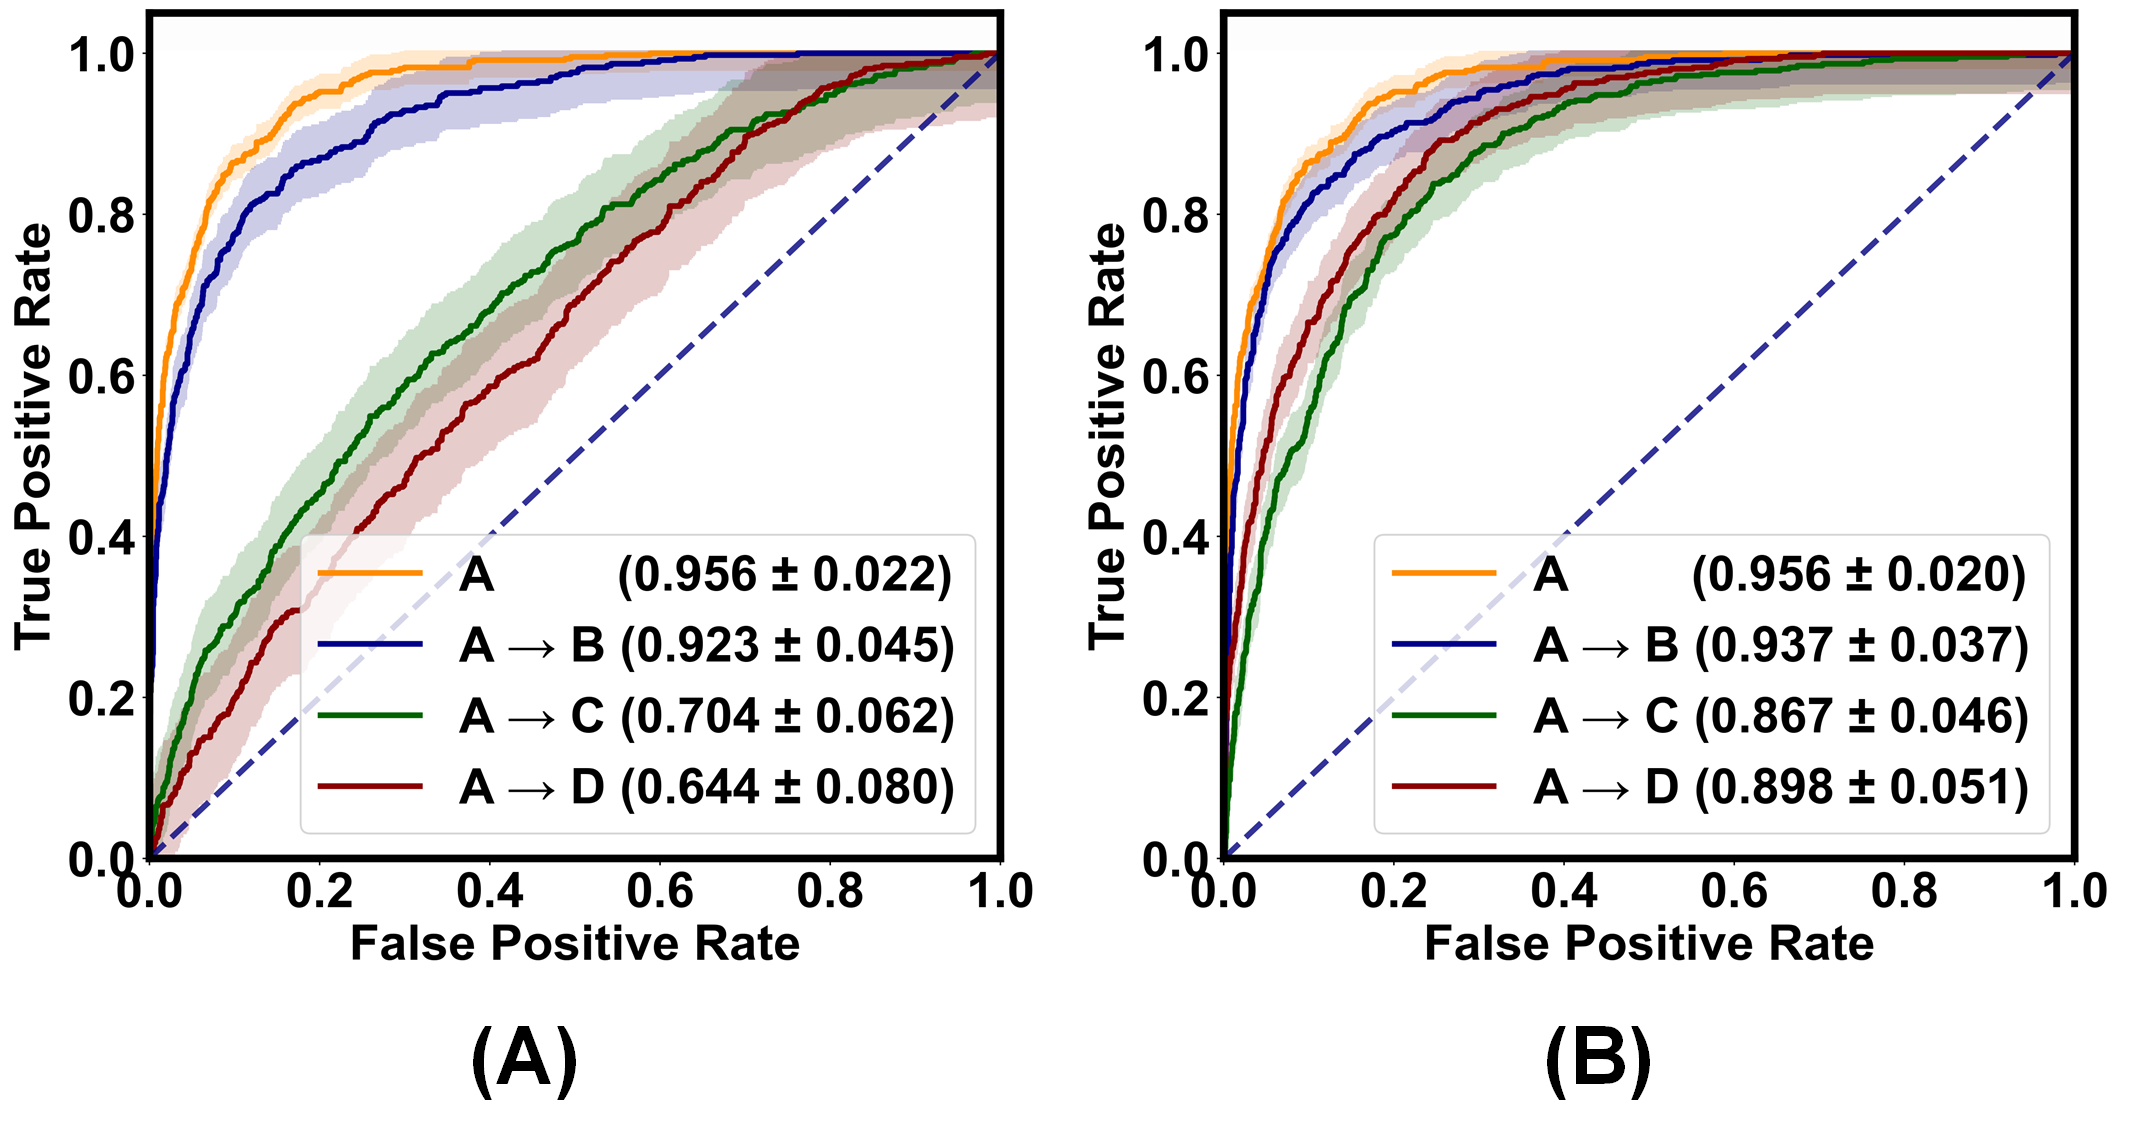 True Positive Rate
1.0
0.8
0.6
0.4
0.2
0.0
A (0.956 ± 0.022)
A → B (0.923 ± 0.045)
A → C (0.704 ± 0.062)
A → D (0.644 ± 0.080)
0.0 0.2 0.4 0.6 0.8 1.0
False Positive Rate
(A)
True Positive Rate
1.0
0.8
0.6
0.4
0.2
0.0
A (0.956 ± 0.020)
A → B (0.937 ± 0.037)
A → C (0.867 ± 0.046)
A → D (0.898 ± 0.051)
0.0 0.2 0.4 0.6 0.8 1.0
False Positive Rate
(B)